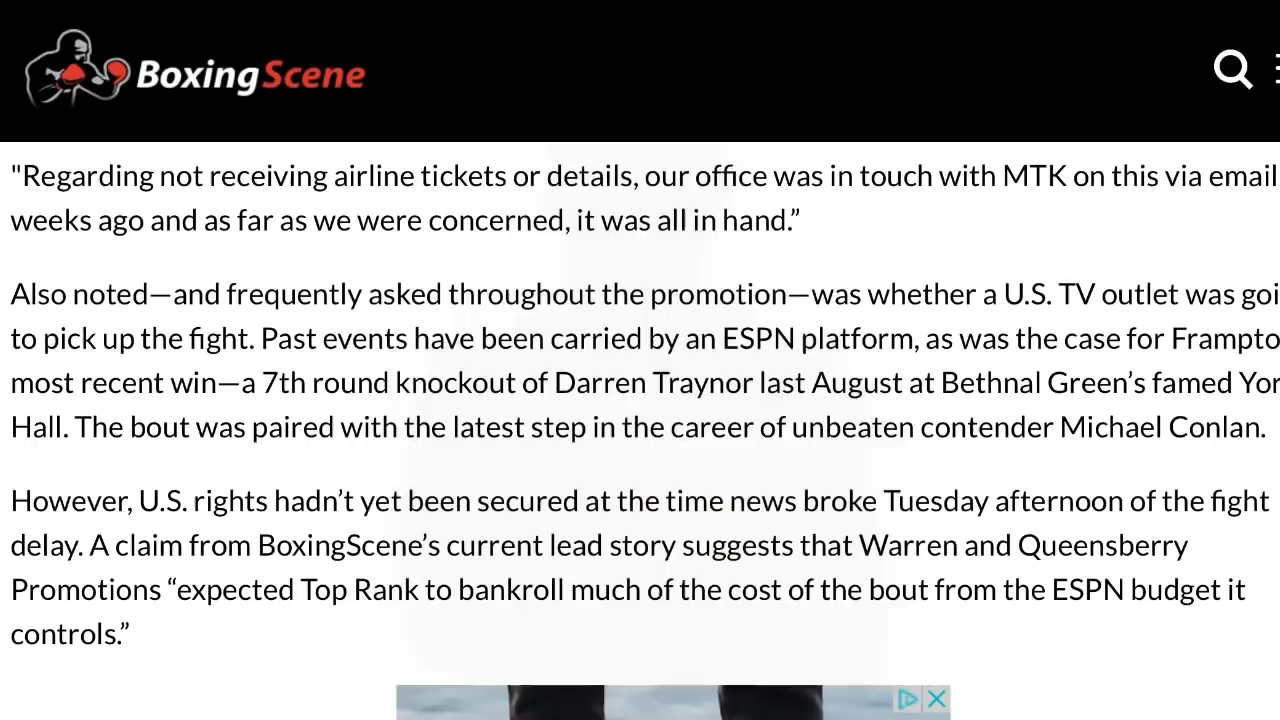 BoxingScene
"Regarding not receiving airline tickets or details, our office was in touch with MTK on this via email
weeks ago and as far as we were concerned, it was all in hand.”
Also noted—and frequently asked throughout the promotion—was whether a U.S. TV outlet was goi
to pick up the fight. Past events have been carried by an ESPN platform, as was the case for Frampto
most recent win—a 7th round knockout of Darren Traynor last August at Bethnal Green’s famed Yor
Hall. The bout was paired with the latest step in the career of unbeaten contender Michael Conlan.
However, U.S. rights hadn’t yet been secured at the time news broke Tuesday afternoon of the fight
delay. A claim from BoxingScene’s current lead story suggests that Warren and Queensberry
Promotions “expected Top Rank to bankroll much of the cost of the bout from the ESPN budget it
controls.”